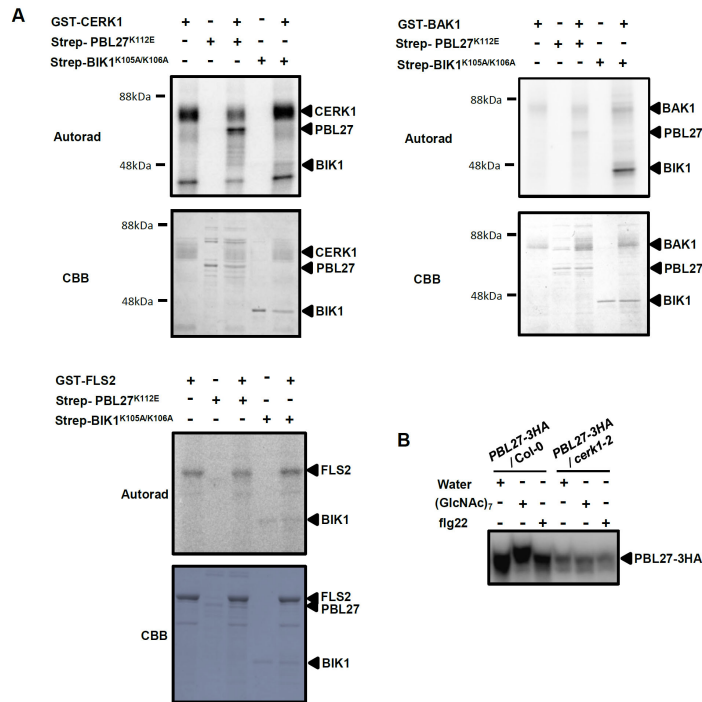 A
GST-CERK1 + - + - +
Strep- PBL27K112E - + + - -
Strep-BIK1K105A/K106A - - - + +
88kDa
Autorad
48kDa
CERK1
PBL27
BIK1
88kDa
CBB
48kDa
CERK1
PBL27
BIK1
GST-BAK1 + - + - +
Strep- PBL27K112E - + + - -
Strep-BIK1K105A/K106A - - - + +
88kDa
Autorad
48kDa
BAK1
PBL27
BIK1
88kDa
CBB
48kDa
BAK1
PBL27
BIK1
GST-FLS2 + - + - +
Strep- PBL27K112E - + + - -
Strep-BIK1K105A/K106A - - - + +
Autorad
FLS2
BIK1
CBB
FLS2
PBL27
BIK1
B
PBL27-3HA
/ Col-0
PBL27-3HA
/ cerk1-2
Water + - - + - -
(GlcNAc)7 - + - - + -
flg22 - - + - - +
PBL27-3HA